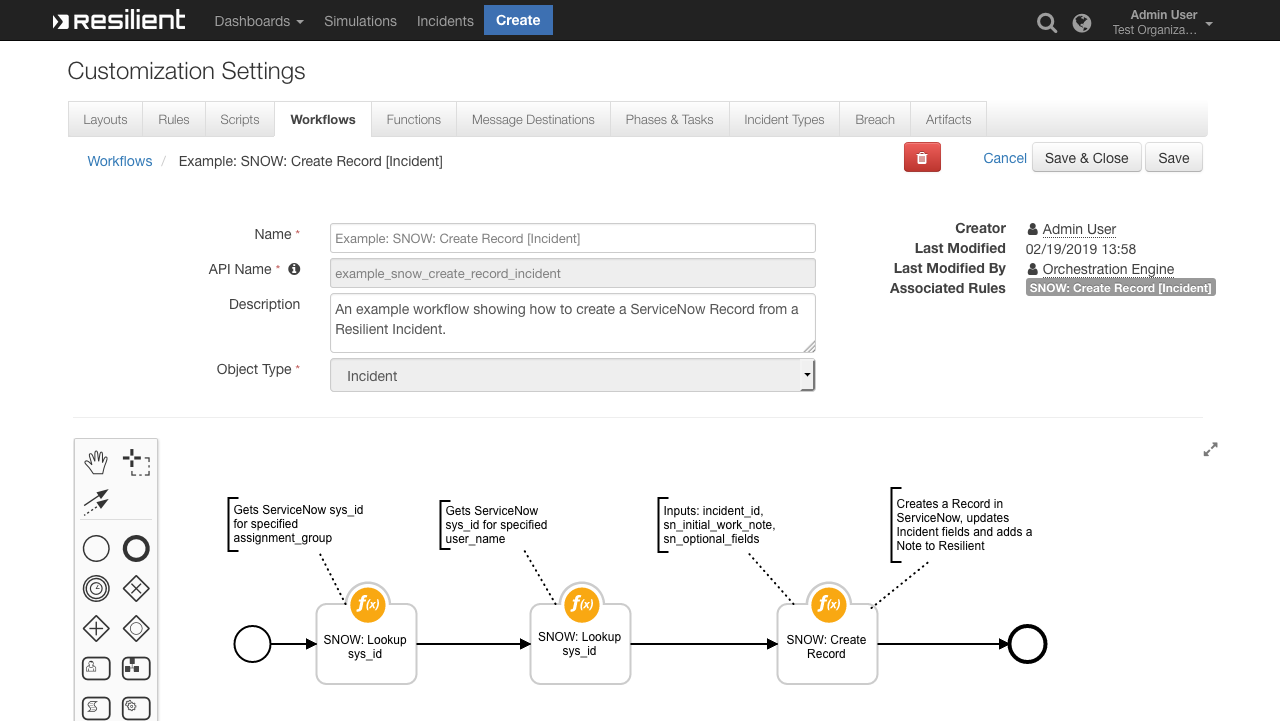 resilient Dashboards Simulations Incidents Create Admin User
Test Organiza...
Customization Settings
Layouts Rules Scripts Workflows Functions Message Destinations Phases & Tasks Incident Types Breach Artifacts
Workflows / Example: SNOW: Create Record [Incident] Cancel Save & Close Save
Name * Example: SNOW: Create Record [Incident]
API Name * example_snow_create_record_incident
Description An example workflow showing how to create a ServiceNow Record from a
Resilient Incident.
Object Type * Incident
Creator Admin User
Last Modified 02/19/2019 13:58
Last Modified By Orchestration Engine
Associated Rules SNOW: Create Record [Incident]
Gets ServiceNow sys_id
for specified
assignment_group
Gets ServiceNow
sys_id for specified
user_name
Inputs: incident_id,
sn_initial_work_note,
sn_optional_fields
Creates a Record in
ServiceNow, updates
Incident fields and adds a
Note to Resilient
f(x)
SNOW: Lookup
sys_id
f(x)
SNOW: Lookup
sys_id
f(x)
SNOW: Create
Record